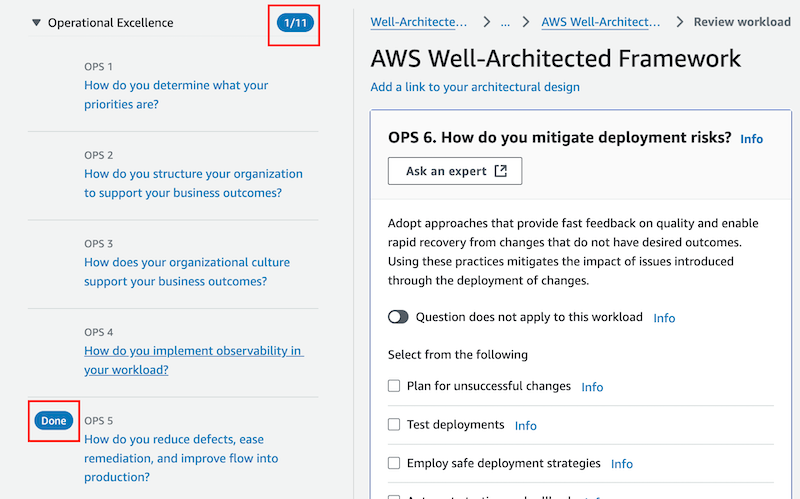 Operational Excellence
1/11
OPS 1
How do you determine what your
priorities are?
OPS 2
How do you structure your organization
to support your business outcomes?
OPS 3
How does your organizational culture
support your business outcomes?
OPS 4
How do you implement observability in
your workload?
Done
OPS 5
How do you reduce defects, ease
remediation, and improve flow into
production?
Well-Architecte... > ... > AWS Well-Architect... > Review workload
AWS Well-Architected Framework
Add a link to your architectural design
OPS 6. How do you mitigate deployment risks? Info
Ask an expert
Adopt approaches that provide fast feedback on quality and enable
rapid recovery from changes that do not have desired outcomes.
Using these practices mitigates the impact of issues introduced
through the deployment of changes.
Question does not apply to this workload Info
Select from the following
Plan for unsuccessful changes Info
Test deployments Info
Employ safe deployment strategies Info